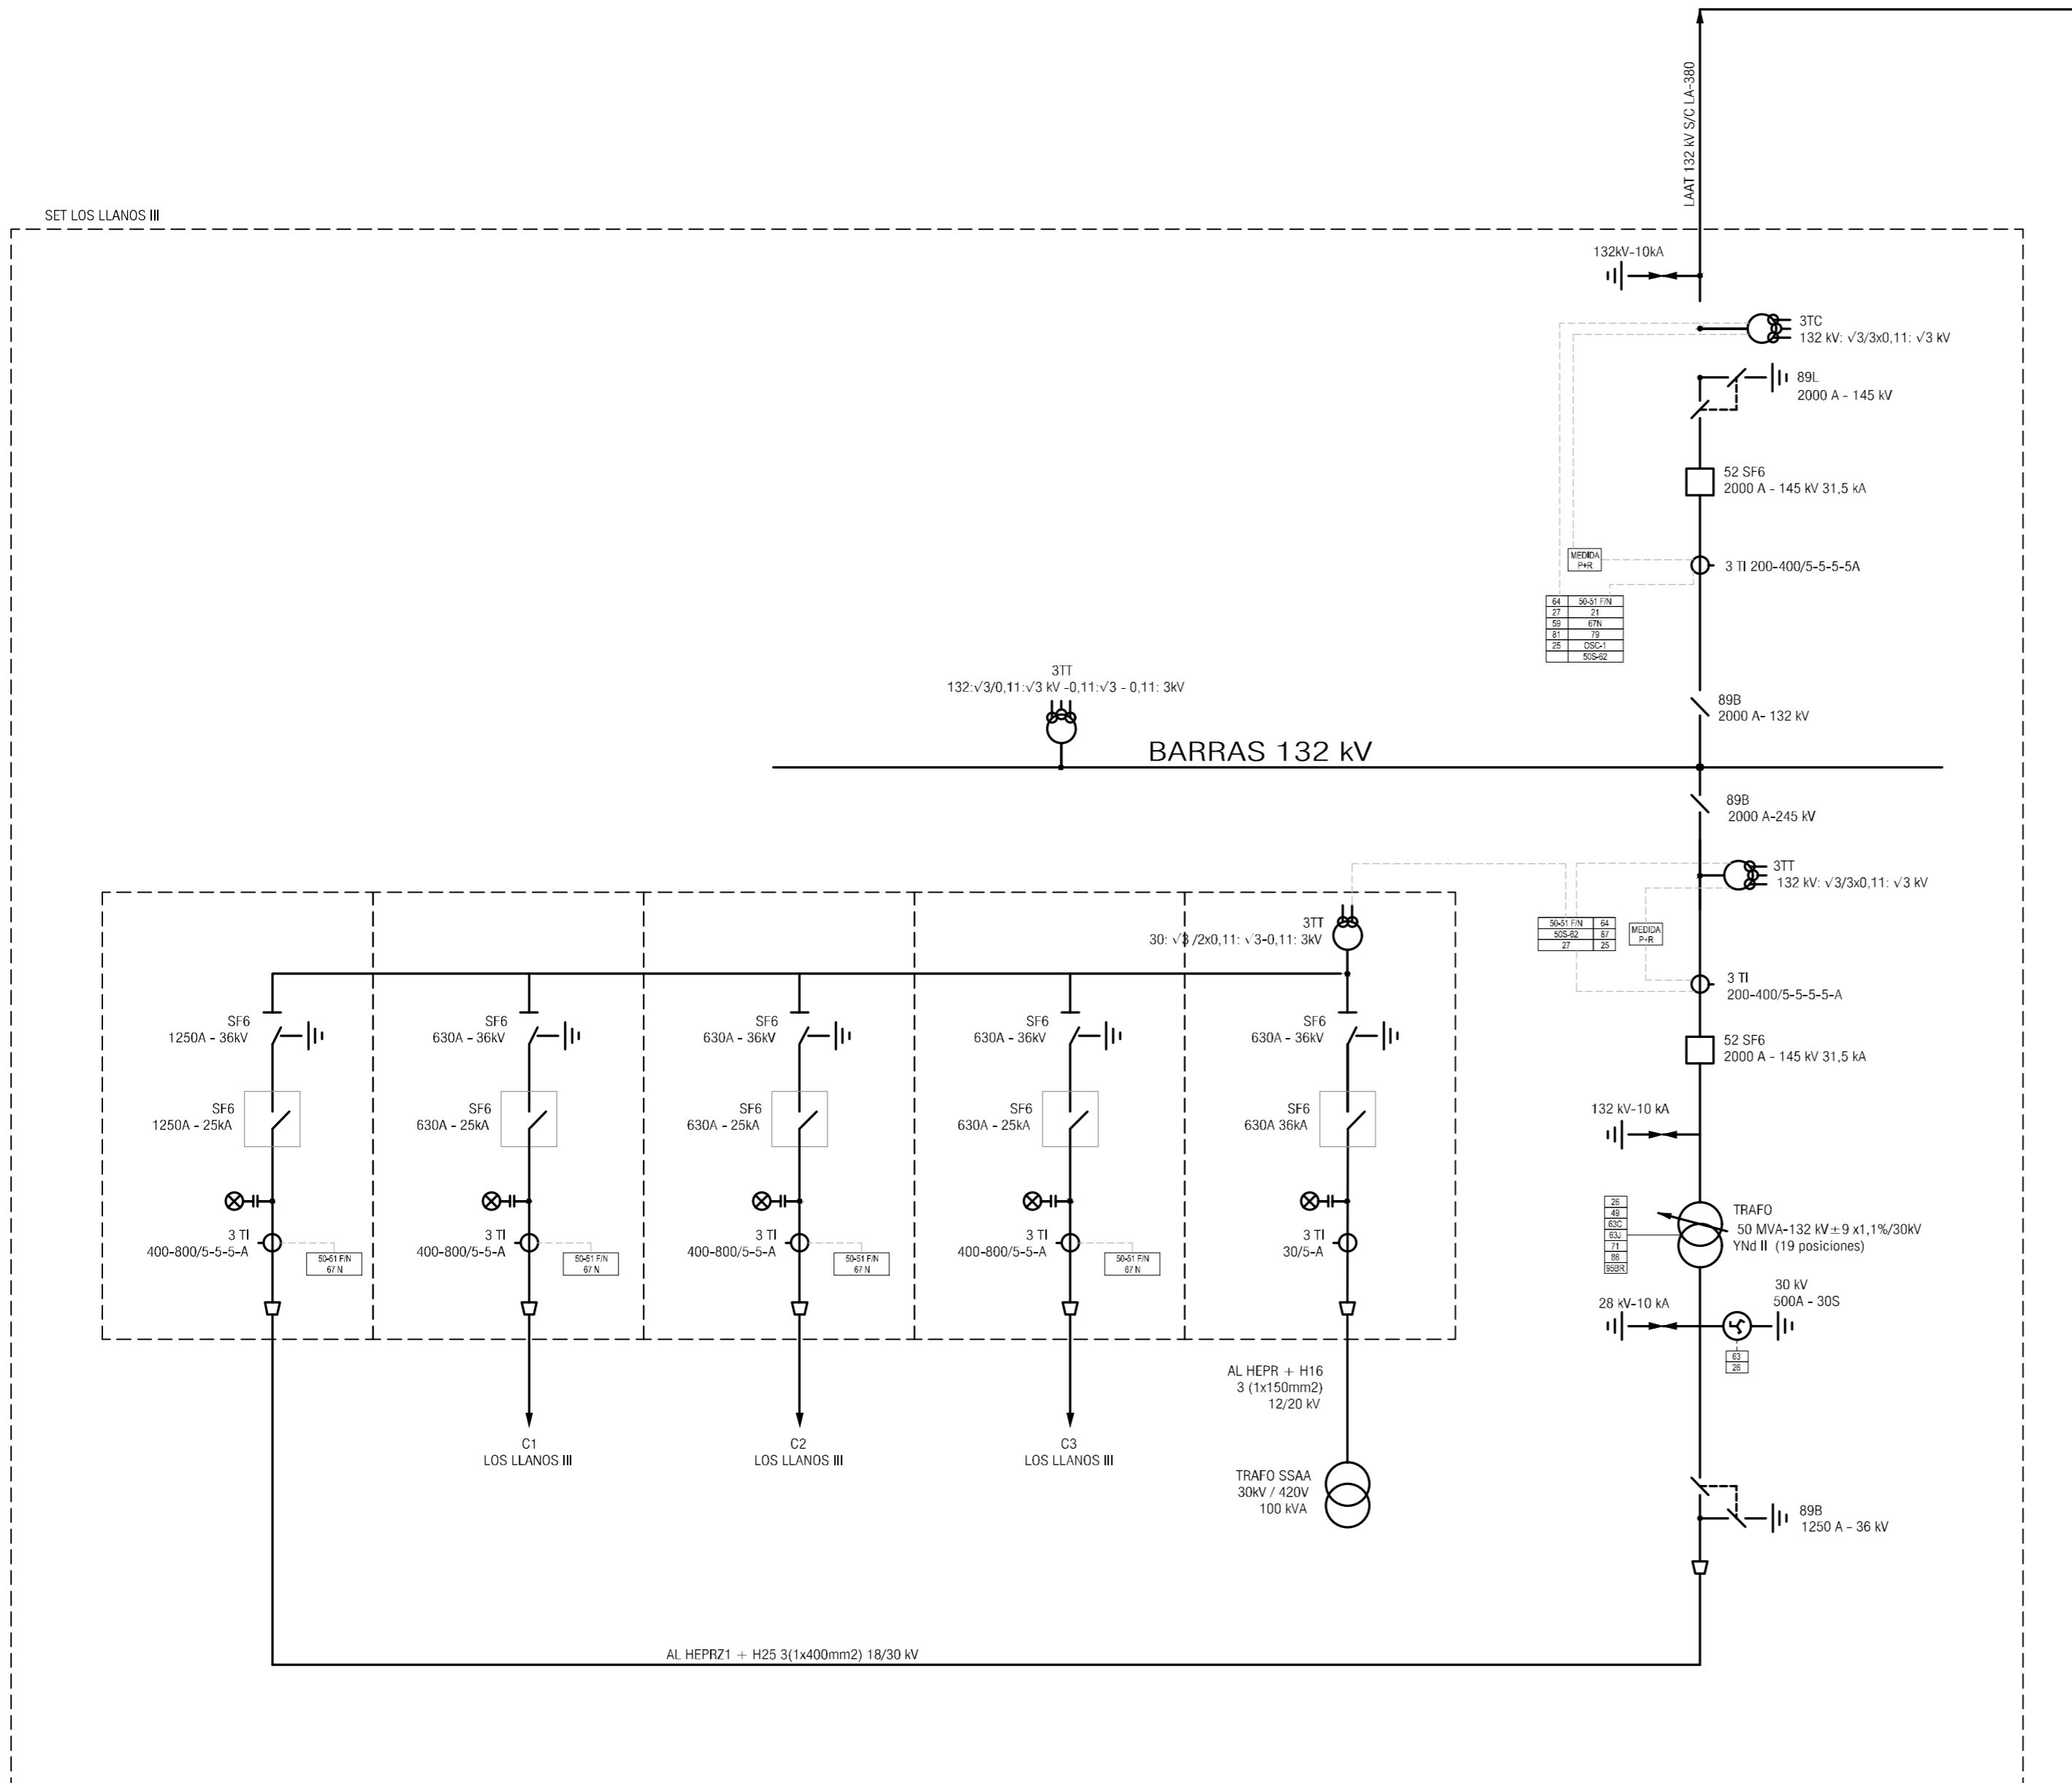 LAAT 132 kV S/C LA-380
SET LOS LLANOS III
132kV-10kA
3TC
132 kV: √3/3x0,11: √3 kV
89L
2000 A - 145 kV
52 SF6
2000 A - 145 kV 31,5 kA
MEDIDA
P+R
3 TI 200-400/5-5-5-5A
64 50-51 F/N
27 21
59 67N
81 79
25 OSC-1
50S-62
3TT
132:√3/0,11:√3 kV -0,11:√3 - 0,11: 3kV
89B
2000 A- 132 kV
BARRAS 132 kV
89B
2000 A-245 kV
3TT
132 kV: √3/3x0,11: √3 kV
50-51 F/N 64
50S-62 87
27 25
MEDIDA
P+R
3TT
30: √3 /2x0,11: √3-0,11: 3kV
3 TI
200-400/5-5-5-5-A
SF6
1250A - 36kV
SF6
630A - 36kV
SF6
630A - 36kV
SF6
630A - 36kV
SF6
630A - 36kV
52 SF6
2000 A - 145 kV 31,5 kA
SF6
1250A - 25kA
SF6
630A - 25kA
SF6
630A - 25kA
SF6
630A - 25kA
SF6
630A 36kA
132 kV-10 kA
3 TI
400-800/5-5-5-A
50-51 F/N
67 N
3 TI
400-800/5-5-A
50-51 F/N
67 N
3 TI
400-800/5-5-A
50-51 F/N
67 N
3 TI
400-800/5-5-A
50-51 F/N
67 N
3 TI
30/5-A
26
49
63C
63J
71
86
95BR
TRAFO
50 MVA-132 kV±9 x1,1%/30kV
YNd II (19 posiciones)
30 kV
500A - 30S
28 kV-10 kA
63
26
AL HEPR + H16
3 (1x150mm2)
12/20 kV
C1
LOS LLANOS III
C2
LOS LLANOS III
C3
LOS LLANOS III
TRAFO SSAA
30kV / 420V
100 kVA
89B
1250 A - 36 kV
AL HEPRZ1 + H25 3(1x400mm2) 18/30 kV